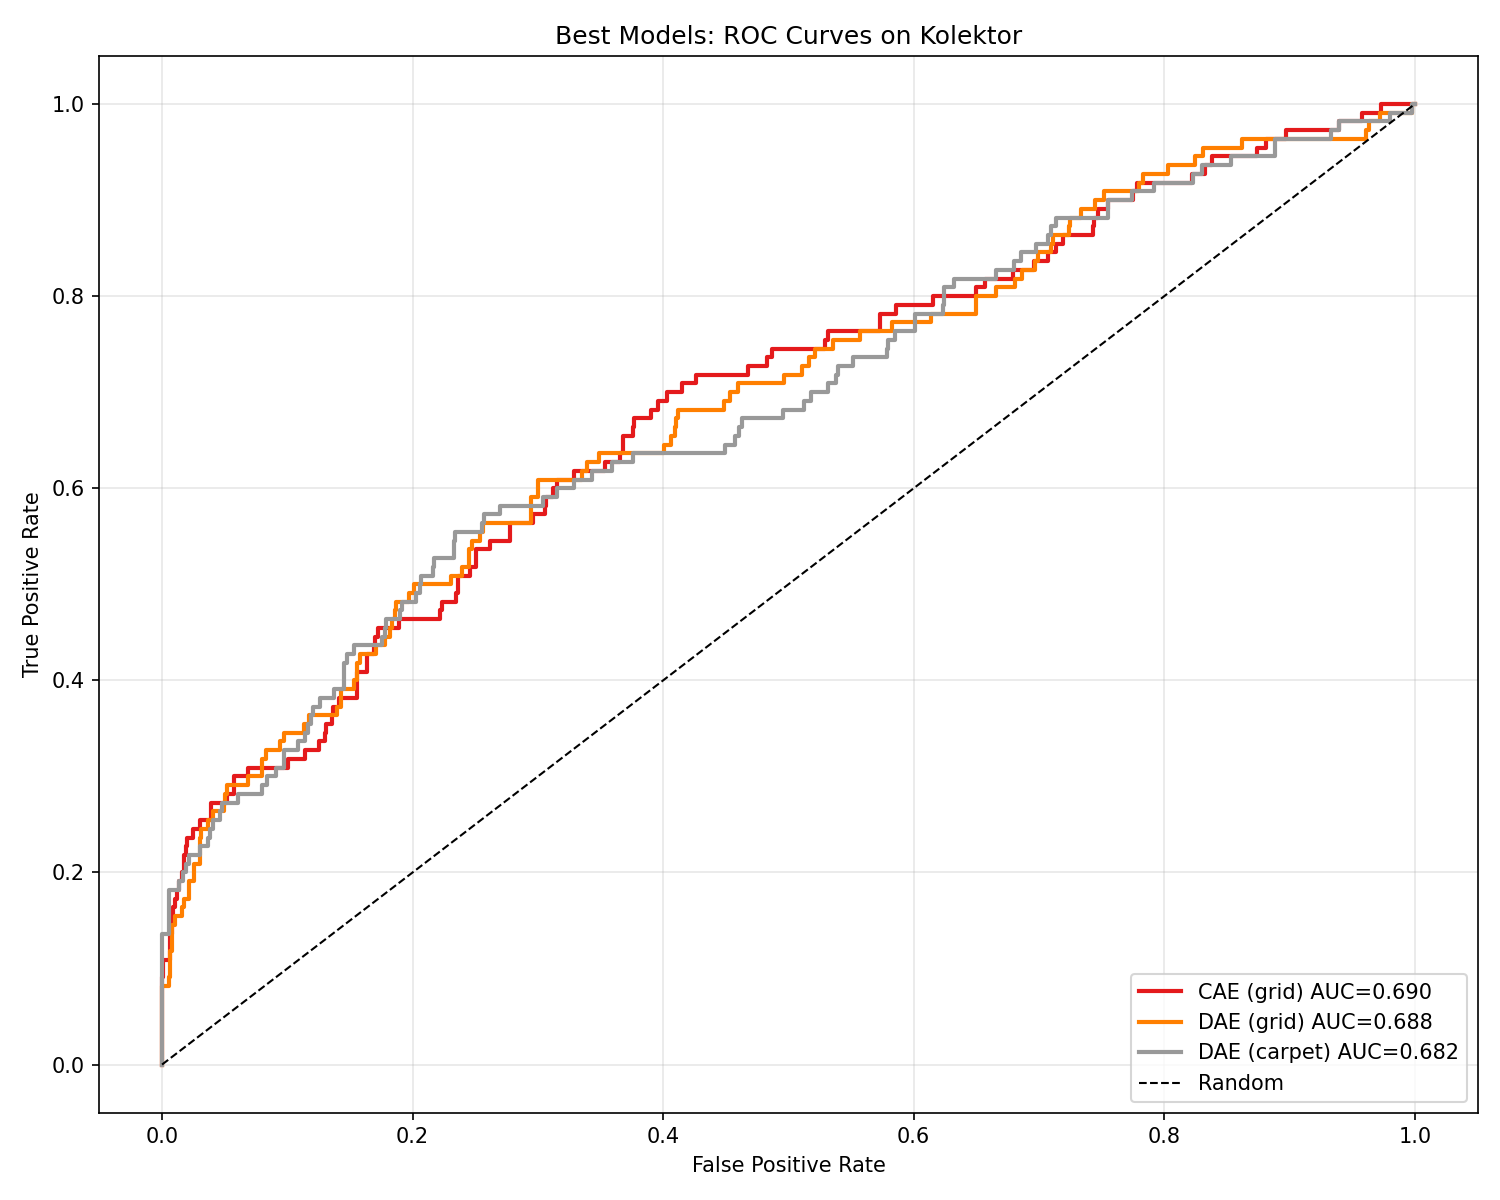 Best Models: ROC Curves on Kolektor
True Positive Rate
1.0
0.8
0.6
0.4
0.2
0.0
CAE (grid) AUC=0.690
DAE (grid) AUC=0.688
DAE (carpet) AUC=0.682
Random
0.0 0.2 0.4 0.6 0.8 1.0
False Positive Rate